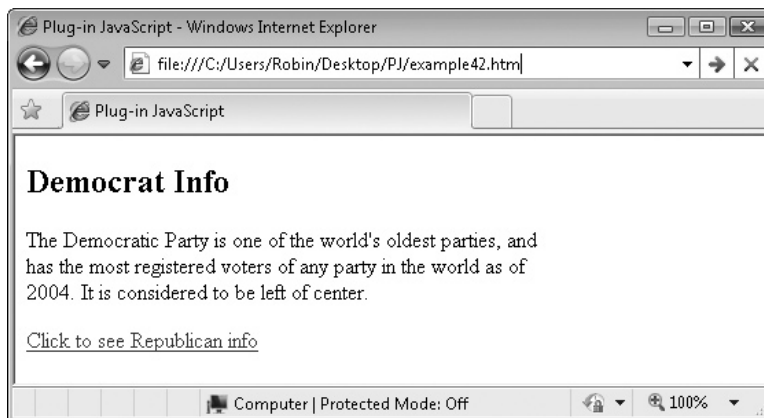 Plug-in JavaScript - Windows Internet Explorer
file:///C:/Users/Robin/Desktop/PJ/example42.htm
Plug-in JavaScript
Democrat Info
The Democratic Party is one of the world's oldest parties, and
has the most registered voters of any party in the world as of
2004. It is considered to be left of center.
Click to see Republican info
Computer | Protected Mode: Off
100%